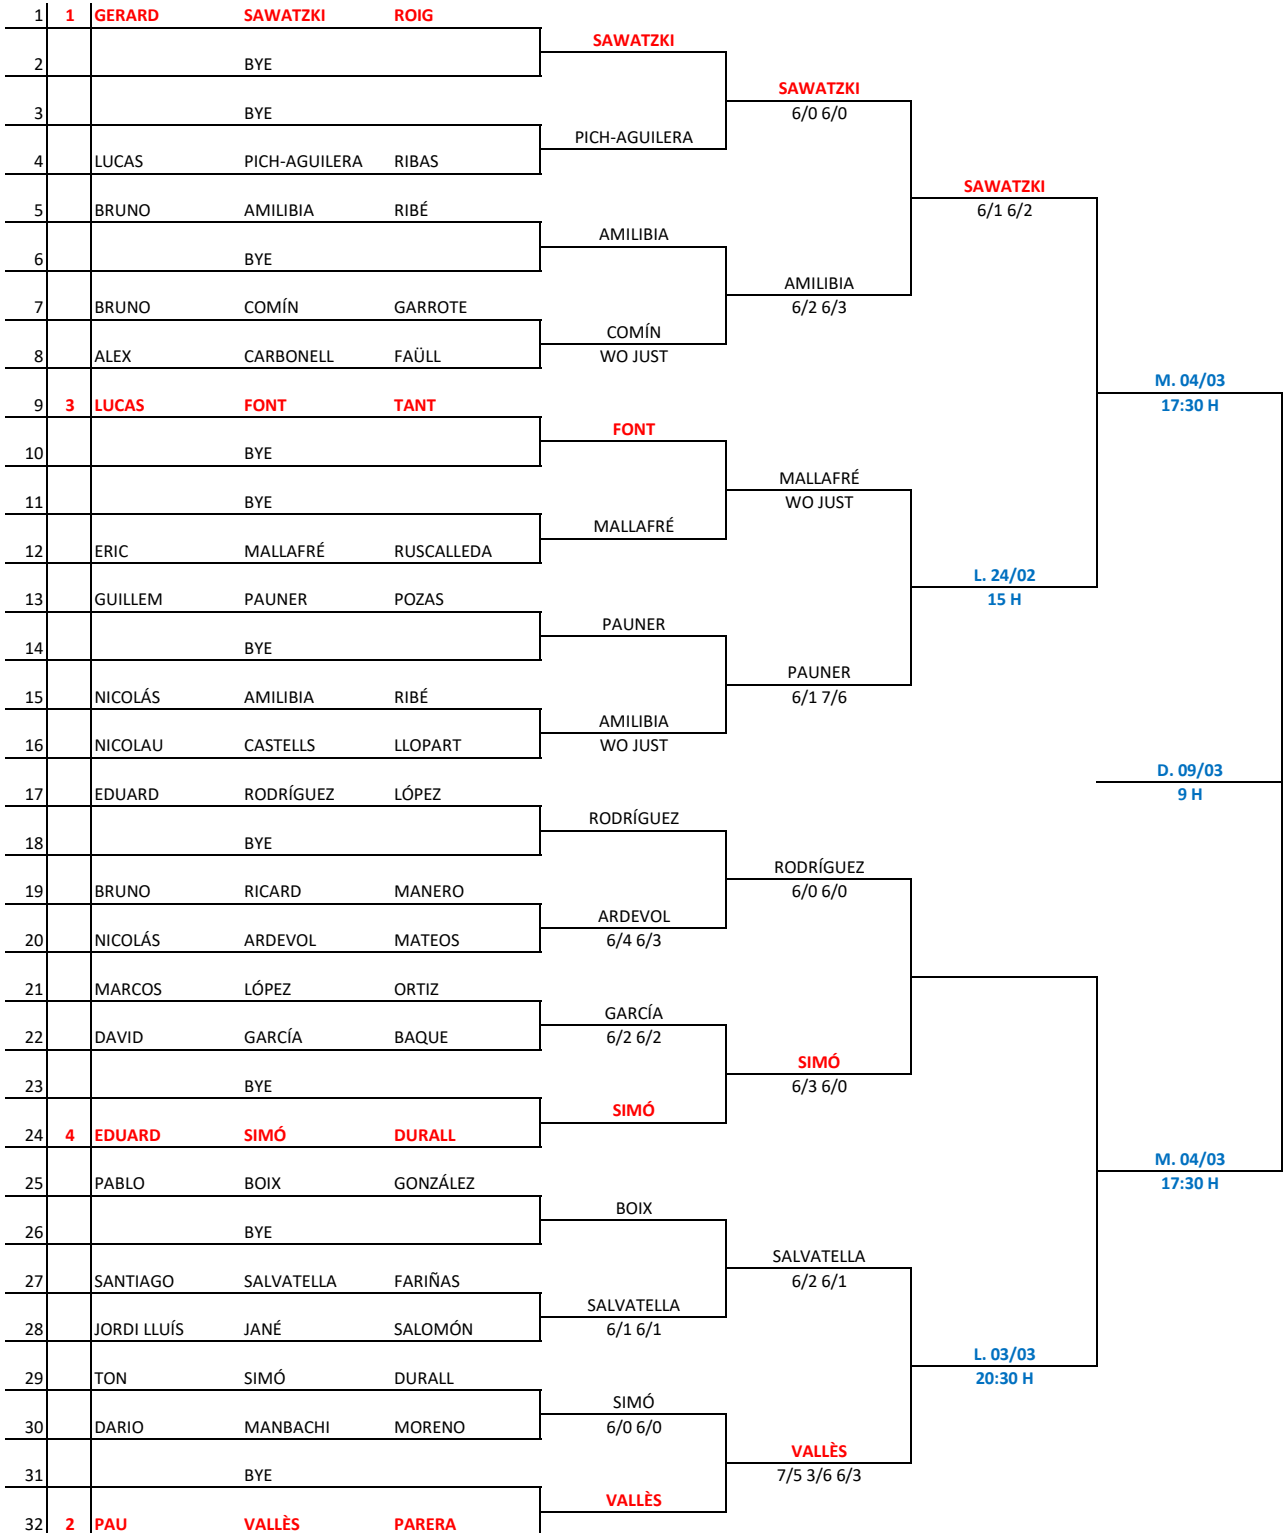 1 1 GERARD SAWATZKI ROIG
SAWATZKI
2 BYE
SAWATZKI
3 BYE 6/0 6/0
PICH-AGUILERA
4 LUCAS PICH-AGUILERA RIBAS
SAWATZKI
5 BRUNO AMILIBIA RIBÉ 6/1 6/2
AMILIBIA
6 BYE
AMILIBIA
7 BRUNO COMÍN GARROTE 6/2 6/3
COMÍN
8 ALEX CARBONELL FAÜLL WO JUST
M. 04/03
9 3 LUCAS FONT TANT 17:30 H
FONT
10 BYE
MALLAFRÉ
11 BYE WO JUST
MALLAFRÉ
12 ERIC MALLAFRÉ RUSCALLEDA
L. 24/02
13 GUILLEM PAUNER POZAS 15 H
PAUNER
14 BYE
PAUNER
15 NICOLÁS AMILIBIA RIBÉ 6/1 7/6
AMILIBIA
16 NICOLAU CASTELLS LLOPART WO JUST
D. 09/03
17 EDUARD RODRÍGUEZ LÓPEZ 9 H
RODRÍGUEZ
18 BYE
RODRÍGUEZ
19 BRUNO RICARD MANERO 6/0 6/0
ARDEVOL
20 NICOLÁS ARDEVOL MATEOS 6/4 6/3
21 MARCOS LÓPEZ ORTIZ
GARCÍA
22 DAVID GARCÍA BAQUE 6/2 6/2
SIMÓ
23 BYE 6/3 6/0
SIMÓ
24 4 EDUARD SIMÓ DURALL
M. 04/03
25 PABLO BOIX GONZÁLEZ 17:30 H
BOIX
26 BYE
SALVATELLA
27 SANTIAGO SALVATELLA FARIÑAS 6/2 6/1
SALVATELLA
28 JORDI LLUÍS JANÉ SALOMÓN 6/1 6/1
L. 03/03
29 TON SIMÓ DURALL 20:30 H
SIMÓ
30 DARIO MANBACHI MORENO 6/0 6/0
VALLÈS
31 BYE 7/5 3/6 6/3
VALLÈS
32 2 PAU VALLÈS PARERA